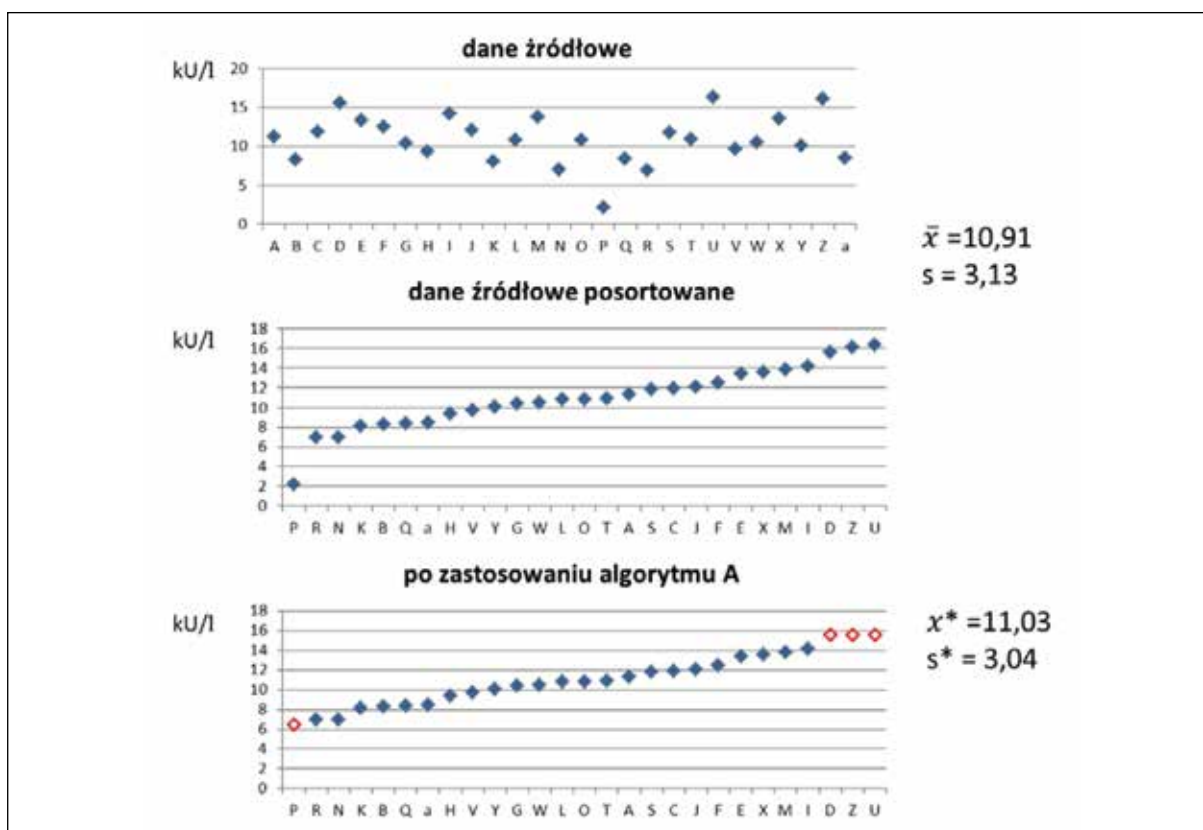 dane żródłowe
kU/l
20
15
10
5
0
A B C D E F G H I J K L M N O P Q R S T U V W X Y Z a
x̄ =10,91
s = 3,13
dane źródłowe posortowane
kU/l
18
16
14
12
10
8
6
4
2
0
P R N K B Q a H V Y G W L O T A S C J F E X M I D Z U
po zastosowaniu algorytmu A
kU/l
18
16
14
12
10
8
6
4
2
0
P R N K B Q a H V Y G W L O T A S C J F E X M I D Z U
x* =11,03
s* = 3,04